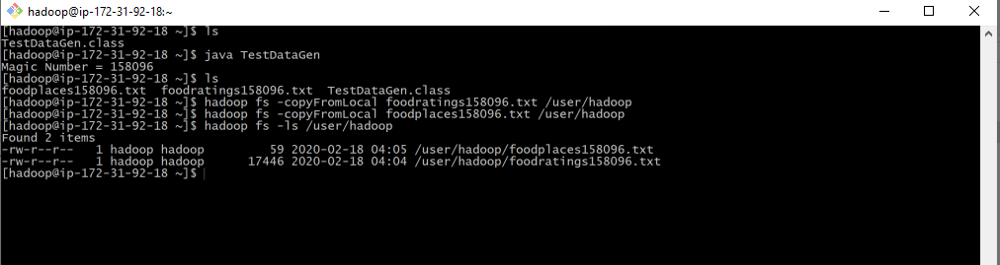 hadoop@ip-172-31-92-18:~
[hadoop@ip-172-31-92-18 ~]$ ls
TestDataGen.class
[hadoop@ip-172-31-92-18 ~]$ java TestDataGen
Magic Number = 158096
[hadoop@ip-172-31-92-18 ~]$ ls
foodplaces158096.txt  foodratings158096.txt  TestDataGen.class
[hadoop@ip-172-31-92-18 ~]$ hadoop fs -copyFromLocal foodratings158096.txt /user/hadoop
[hadoop@ip-172-31-92-18 ~]$ hadoop fs -copyFromLocal foodplaces158096.txt /user/hadoop
[hadoop@ip-172-31-92-18 ~]$ hadoop fs -ls /user/hadoop
Found 2 items
-rw-r--r--   1 hadoop hadoop         59 2020-02-18 04:05 /user/hadoop/foodplaces158096.txt
-rw-r--r--   1 hadoop hadoop      17446 2020-02-18 04:04 /user/hadoop/foodratings158096.txt
[hadoop@ip-172-31-92-18 ~]$